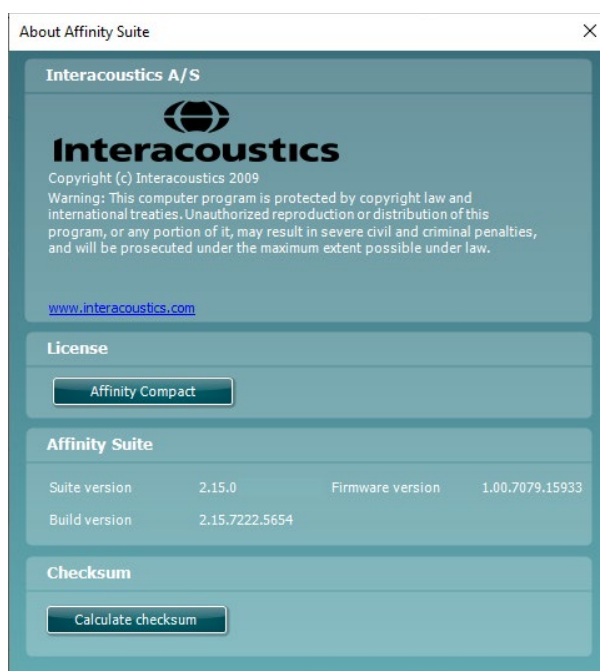 About Affinity Suite
Interacoustics A/S
Interacoustics
Copyright (c) Interacoustics 2009
Warning: This computer program is protected by copyright law and
international treaties. Unauthorized reproduction or distribution of this
program, or any portion of it, may result in severe civil and criminal penalties,
and will be prosecuted under the maximum extent possible under law.
www.interacoustics.com
License
Affinity Compact
Affinity Suite
Suite version 2.15.0 Firmware version 1.00.7079.15933
Build version 2.15.7222.5654
Checksum
Calculate checksum